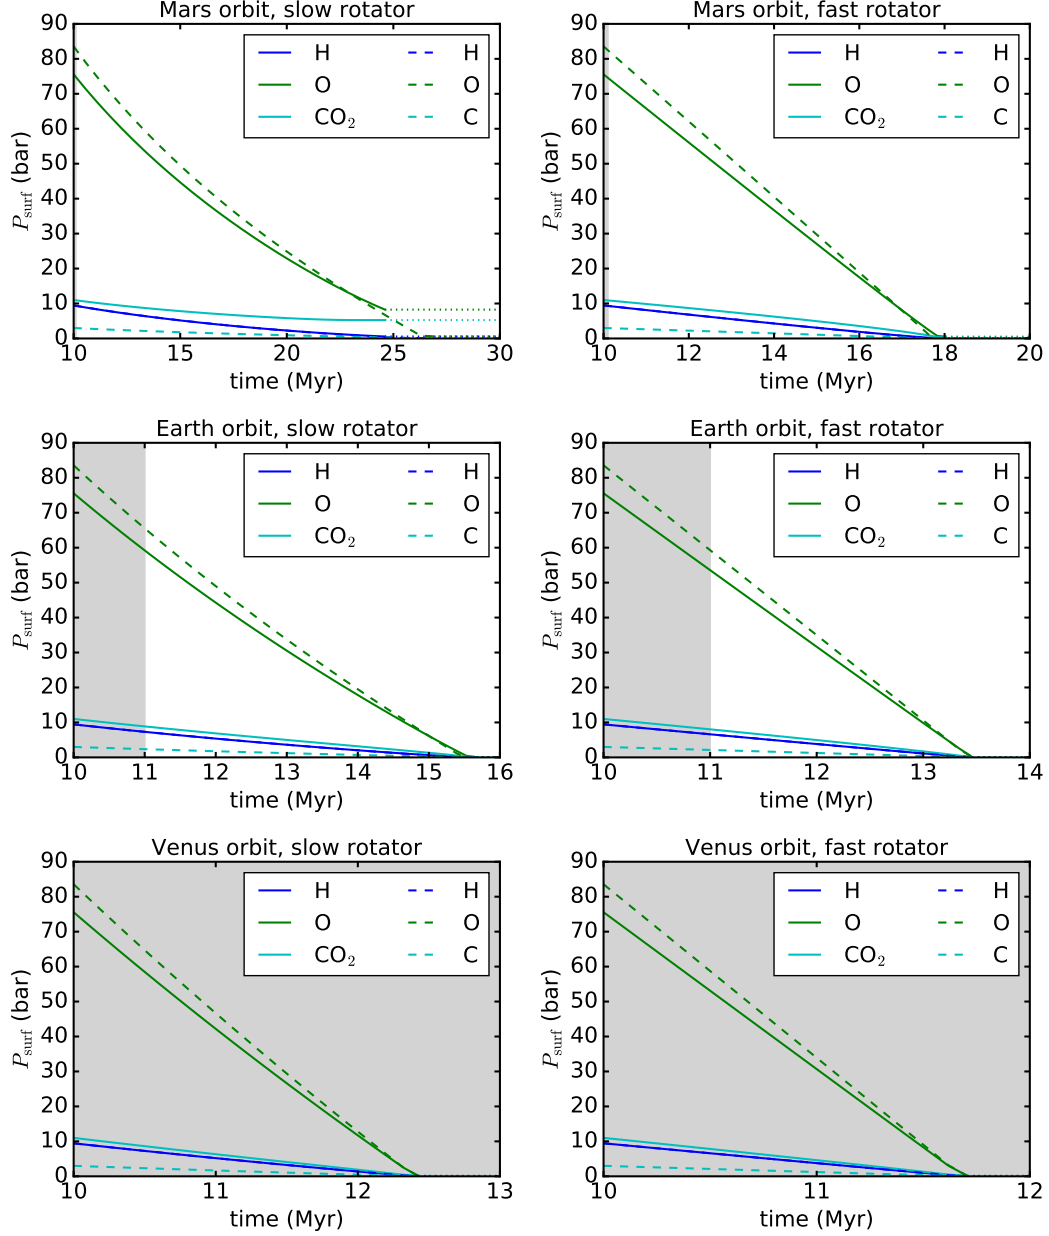 Mars orbit, slow rotator
90
80
70
60
50
40
30
20
10
0
P_surf (bar)
H H
O O
CO₂ C
10 15 20 25 30
time (Myr)
Mars orbit, fast rotator
90
80
70
60
50
40
30
20
10
0
P_surf (bar)
H H
O O
CO₂ C
10 12 14 16 18 20
time (Myr)
Earth orbit, slow rotator
90
80
70
60
50
40
30
20
10
0
P_surf (bar)
H H
O O
CO₂ C
10 11 12 13 14 15 16
time (Myr)
Earth orbit, fast rotator
90
80
70
60
50
40
30
20
10
0
P_surf (bar)
H H
O O
CO₂ C
10 11 12 13 14
time (Myr)
Venus orbit, slow rotator
90
80
70
60
50
40
30
20
10
0
P_surf (bar)
H H
O O
CO₂ C
10 11 12 13
time (Myr)
Venus orbit, fast rotator
90
80
70
60
50
40
30
20
10
0
P_surf (bar)
H H
O O
CO₂ C
10 11 12
time (Myr)